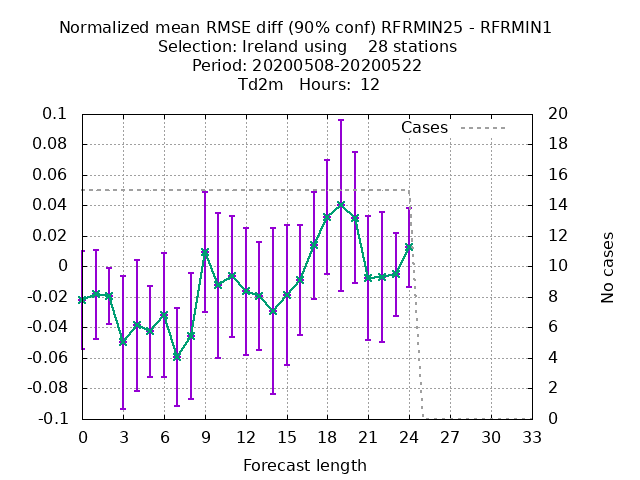 Normalized mean RMSE diff (90% conf) RFRMIN25 - RFRMIN1
Selection: Ireland using    28 stations
Period: 20200508-20200522
Td2m   Hours:  12
Cases
0.1
0.08
0.06
0.04
0.02
0
-0.02
-0.04
-0.06
-0.08
-0.1
20
18
16
14
12
10
8
6
4
2
0
No cases
0 3 6 9 12 15 18 21 24 27 30 33
Forecast length